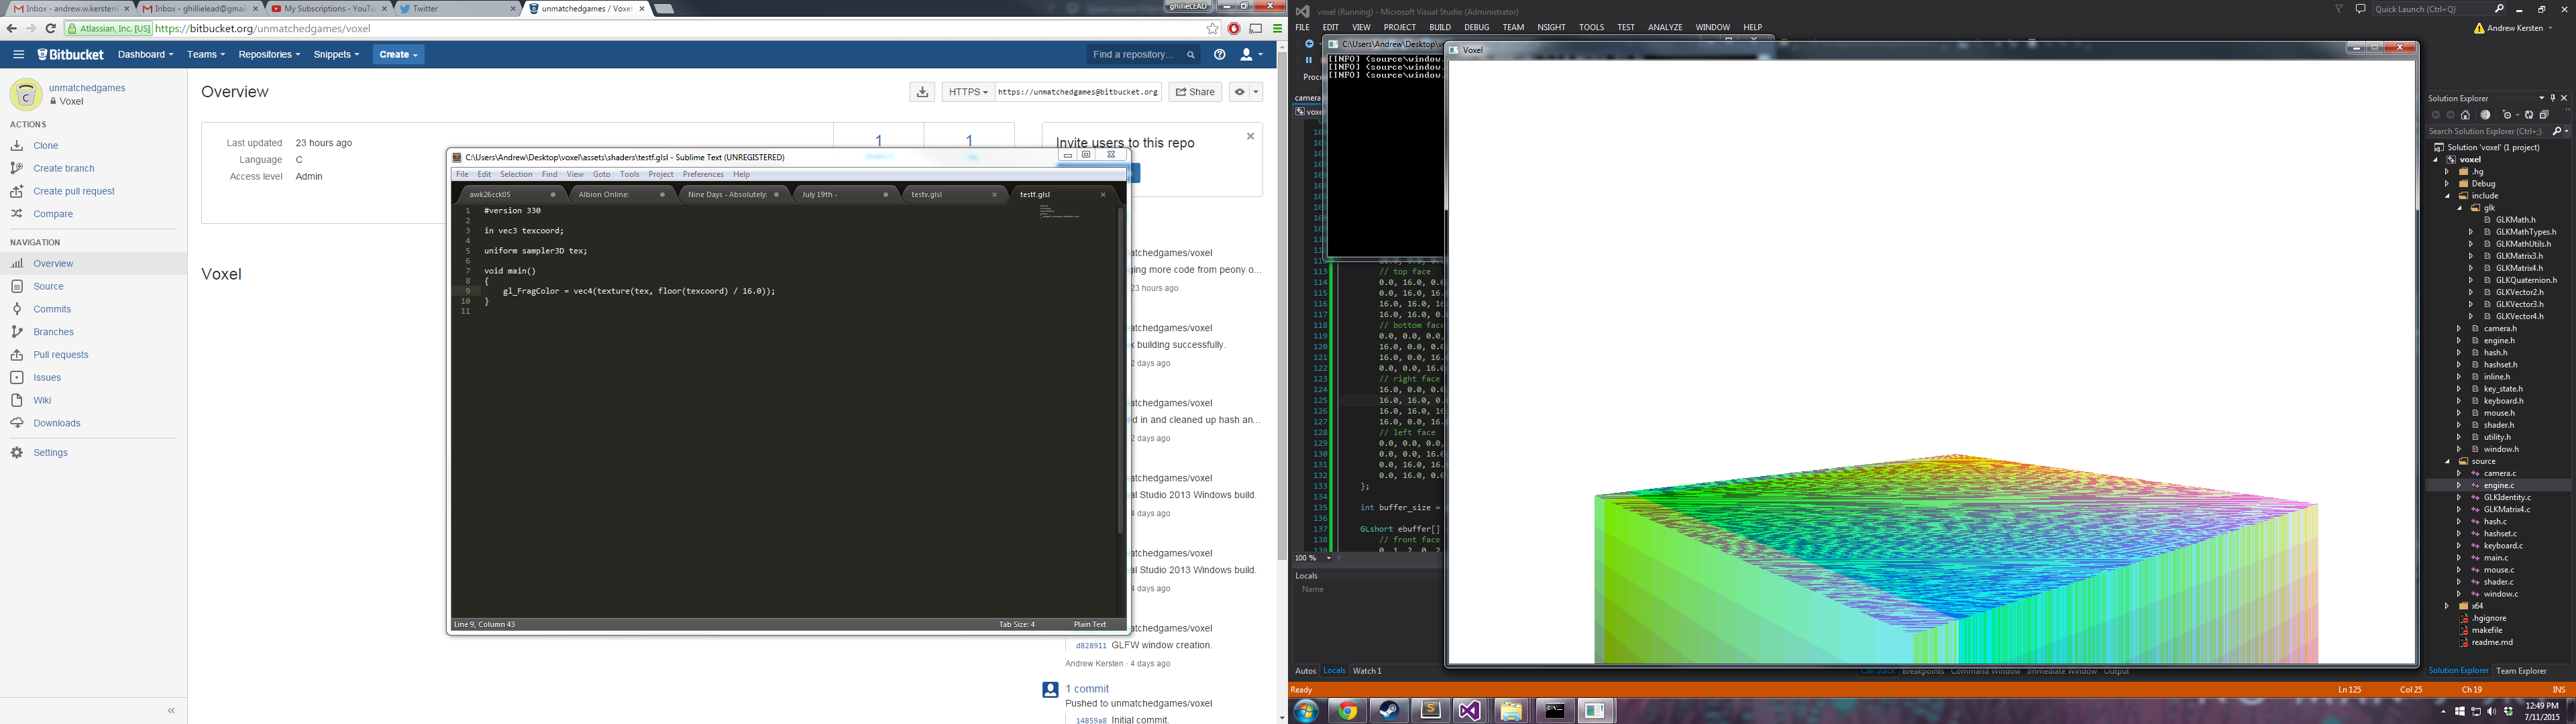 Inbox - andrew.w.kersten
Inbox - ghillielead@gmail
My Subscriptions - YouTu
Twitter
unmatchedgames / Voxel
ghillieLEAD
Atlassian, Inc. [US]
https://bitbucket.org/unmatchedgames/voxel
Bitbucket
Dashboard
Teams
Repositories
Snippets
Create
Find a repository...
unmatchedgames
Voxel
ACTIONS
Clone
Create branch
Create pull request
Compare
NAVIGATION
Overview
Source
Commits
Branches
Pull requests
Issues
Wiki
Downloads
Settings
Overview
HTTPS
https://unmatchedgames@bitbucket.org
Share
Last updated 23 hours ago
Language C
Access level Admin
1
1
Invite users to this repo
Voxel
C:\Users\Andrew\Desktop\voxel\assets\shaders\testf.glsl - Sublime Text (UNREGISTERED)
File Edit Selection Find View Goto Tools Project Preferences Help
awk26cck05
Albion Online:
Nine Days - Absolutely:
July 19th -
testv.glsl
testf.glsl
1 #version 330
2
3 in vec3 texcoord;
4
5 uniform sampler3D tex;
6
7 void main()
8 {
9 gl_FragColor = vec4(texture(tex, floor(texcoord) / 16.0));
10 }
11
Line 9, Column 43
Tab Size: 4
Plain Text
atchedgames/voxel
ging more code from peony o...
23 hours ago
atchedgames/voxel
x building successfully.
2 days ago
atchedgames/voxel
ed in and cleaned up hash an...
2 days ago
atchedgames/voxel
al Studio 2013 Windows build.
4 days ago
atchedgames/voxel
al Studio 2013 Windows build.
4 days ago
atchedgames/voxel
d828911 GLFW window creation.
Andrew Kersten · 4 days ago
1 commit
Pushed to unmatchedgames/voxel
14859a8 Initial commit.
voxel (Running) - Microsoft Visual Studio (Administrator)
Quick Launch (Ctrl+Q)
FILE EDIT VIEW PROJECT BUILD DEBUG TEAM NSIGHT TOOLS TEST ANALYZE WINDOW HELP
Andrew Kersten
C:\Users\Andrew\Desktop\v
Voxel
[INFO] (source\window.
[INFO] (source\window.
[INFO] (source\window.
Proce
camera
voxe
113 // top face
114 0.0, 16.0, 0.0
115 0.0, 16.0, 16.
116 16.0, 16.0, 16
117 16.0, 16.0, 0.
118 // bottom face
119 0.0, 0.0, 0.0,
120 16.0, 0.0, 0.0
121 16.0, 0.0, 16.
122 0.0, 0.0, 16.0
123 // right face
124 16.0, 0.0, 0.0
125 16.0, 16.0, 0.
126 16.0, 16.0, 16
127 16.0, 0.0, 16.
128 // left face
129 0.0, 0.0, 0.0,
130 0.0, 0.0, 16.0
131 0.0, 16.0, 16.
132 0.0, 16.0, 0.0
133 };
134
135 int buffer_size =
136
137 GLshort ebuffer[]
138 // front face
139 0, 1, 2, 0, 2
100 %
Locals
Name
Autos Locals Watch 1
Call Stack Breakpoints Command Window Immediate Window Output
Solution Explorer
Search Solution Explorer (Ctrl+;)
Solution 'voxel' (1 project)
voxel
.hg
Debug
include
glk
GLKMath.h
GLKMathTypes.h
GLKMathUtils.h
GLKMatrix3.h
GLKMatrix4.h
GLKQuaternion.h
GLKVector2.h
GLKVector3.h
GLKVector4.h
camera.h
engine.h
hash.h
hashset.h
inline.h
key_state.h
keyboard.h
mouse.h
shader.h
utility.h
window.h
source
camera.c
engine.c
GLKIdentity.c
GLKMatrix4.c
hash.c
hashset.c
keyboard.c
main.c
mouse.c
shader.c
window.c
x64
.hgignore
makefile
readme.md
Solution Explorer Team Explorer
Ready
Ln 125
Col 25
Ch 19
INS
12:49 PM
7/11/2015